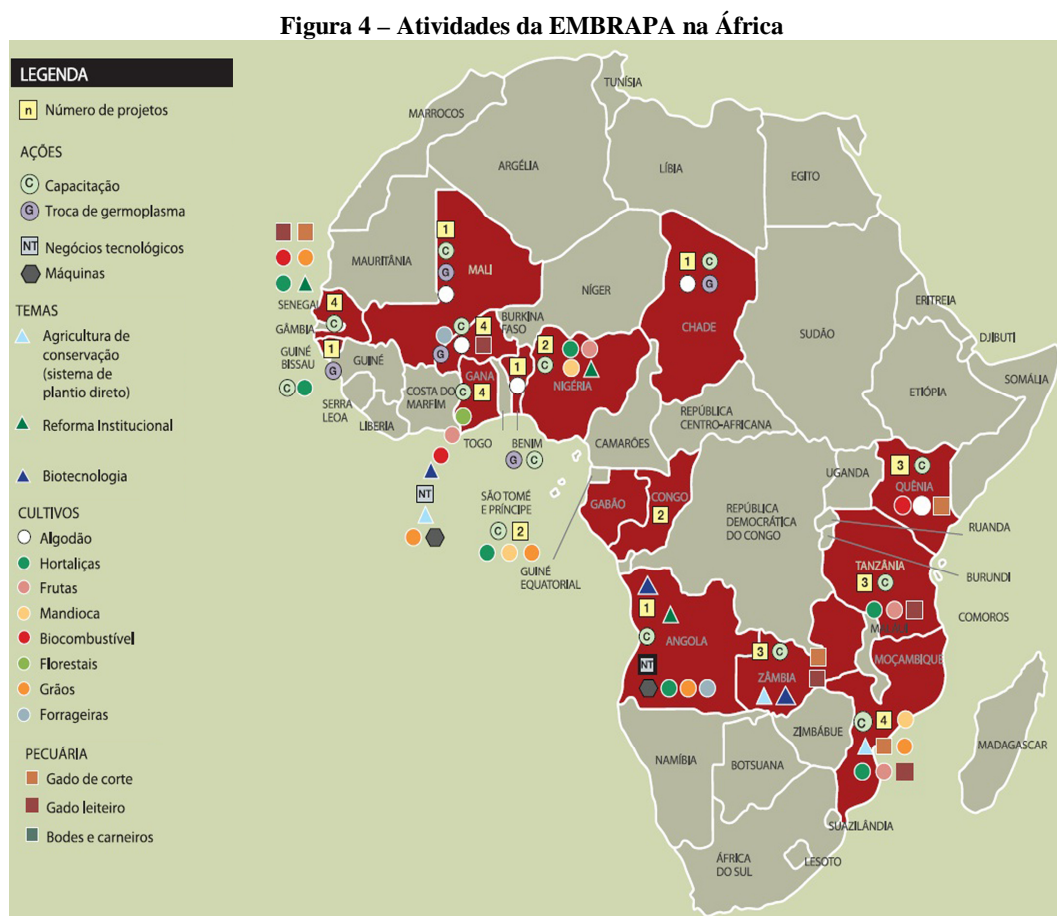 Figura 4 – Atividades da EMBRAPA na África
LEGENDA
n Número de projetos
AÇÕES
C Capacitação
G Troca de germoplasma
NT Negócios tecnológicos
Máquinas
TEMAS
Agricultura de
conservação
(sistema de
plantio direto)
Reforma Institucional
Biotecnologia
CULTIVOS
Algodão
Hortaliças
Frutas
Mandioca
Biocombustível
Florestais
Grãos
Forrageiras
PECUÁRIA
Gado de corte
Gado leiteiro
Bodes e carneiros
TUNÍSIA
MARROCOS
ARGÉLIA
LÍBIA
EGITO
MAURITÂNIA
1
C
G
MALI
NÍGER
1 C
G
CHADE
SUDÃO
ERITREIA
DJIBUTI
SENEGAL
4
C
GÂMBIA
GUINÉ
BISSAU
1
G
C
GUINÉ
SERRA
LEOA
LIBERIA
COSTA DO
MARFIM
BURKINA
FASO
C 4
G
GANA
C 4
TOGO
1
BENIM
G C
2
C
NIGÉRIA
CAMARÕES
REPÚBLICA
CENTRO-AFRICANA
ETIÓPIA
SOMÁLIA
NT
SÃO TOMÉ
E PRÍNCIPE
C 2
GUINÉ
EQUATORIAL
GABÃO
CONGO
2
REPÚBLICA
DEMOCRÁTICA
DO CONGO
UGANDA
3 C
QUÊNIA
RUANDA
BURUNDI
TANZÂNIA
3 C
COMOROS
1
C
NT
ANGOLA
3 C
ZÂMBIA
MOÇAMBIQUE
C 4
ZIMBÁBUE
MADAGASCAR
NAMÍBIA
BOTSUANA
SUAZILÂNDIA
LESOTO
ÁFRICA
DO SUL